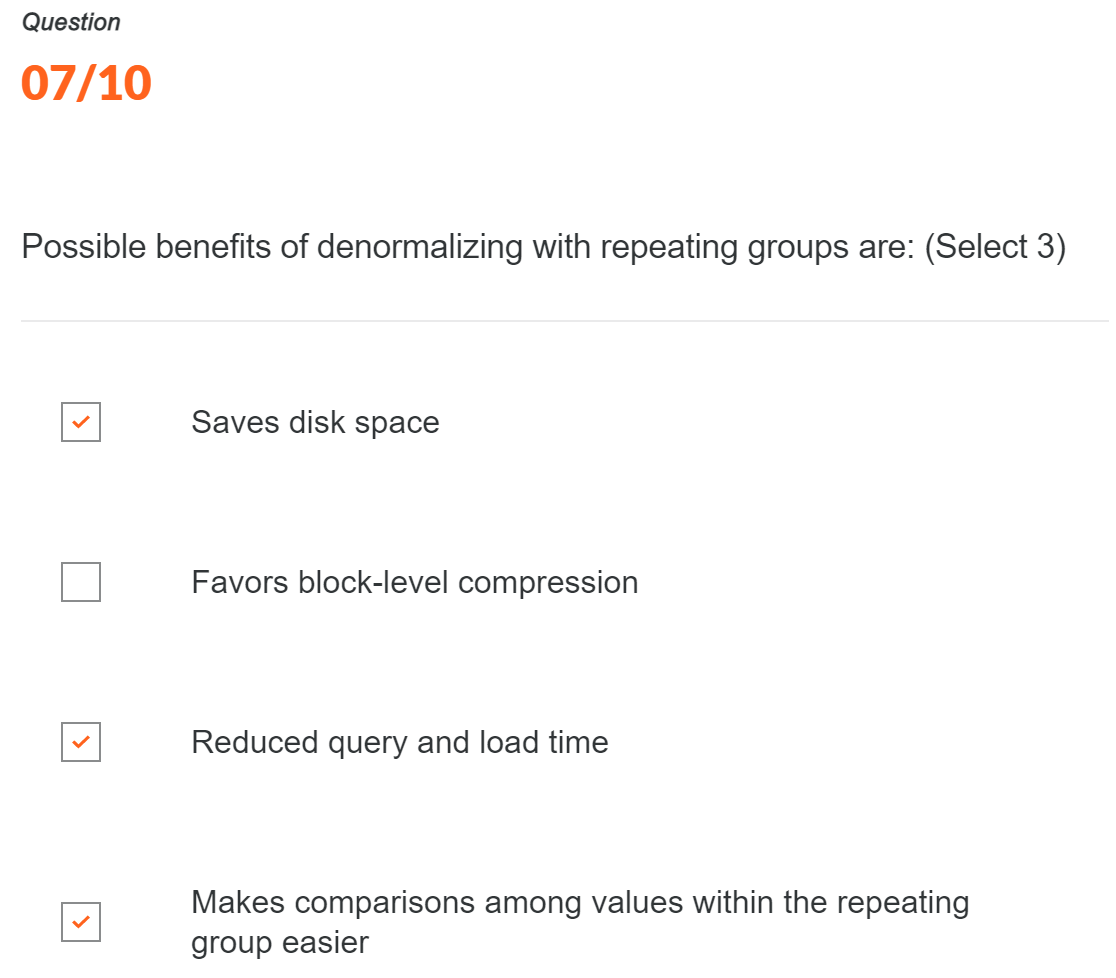 Question
07/10
Possible benefits of denormalizing with repeating groups are: (Select 3)
Saves disk space
Favors block-level compression
Reduced query and load time
Makes comparisons among values within the repeating
group easier